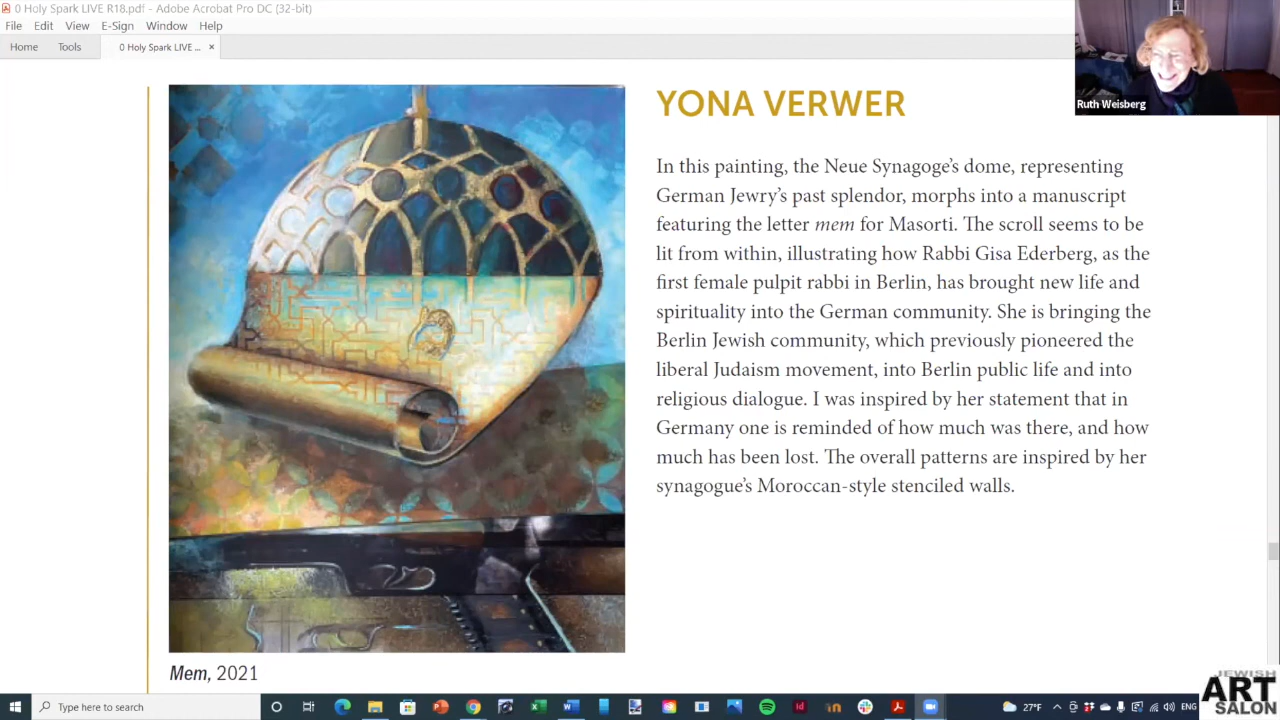 0 Holy Spark LIVE R18.pdf - Adobe Acrobat Pro DC (32-bit)
File Edit View E-Sign Window Help
Home Tools 0 Holy Spark LIVE ... ×
Ruth Weisberg
YONA VERWER
In this painting, the Neue Synagoge’s dome, representing
German Jewry’s past splendor, morphs into a manuscript
featuring the letter mem for Masorti. The scroll seems to be
lit from within, illustrating how Rabbi Gisa Ederberg, as the
first female pulpit rabbi in Berlin, has brought new life and
spirituality into the German community. She is bringing the
Berlin Jewish community, which previously pioneered the
liberal Judaism movement, into Berlin public life and into
religious dialogue. I was inspired by her statement that in
Germany one is reminded of how much was there, and how
much has been lost. The overall patterns are inspired by her
synagogue’s Moroccan-style stenciled walls.
Mem, 2021
Type here to search
27°F
ENG
JEWISH
ART
SALON